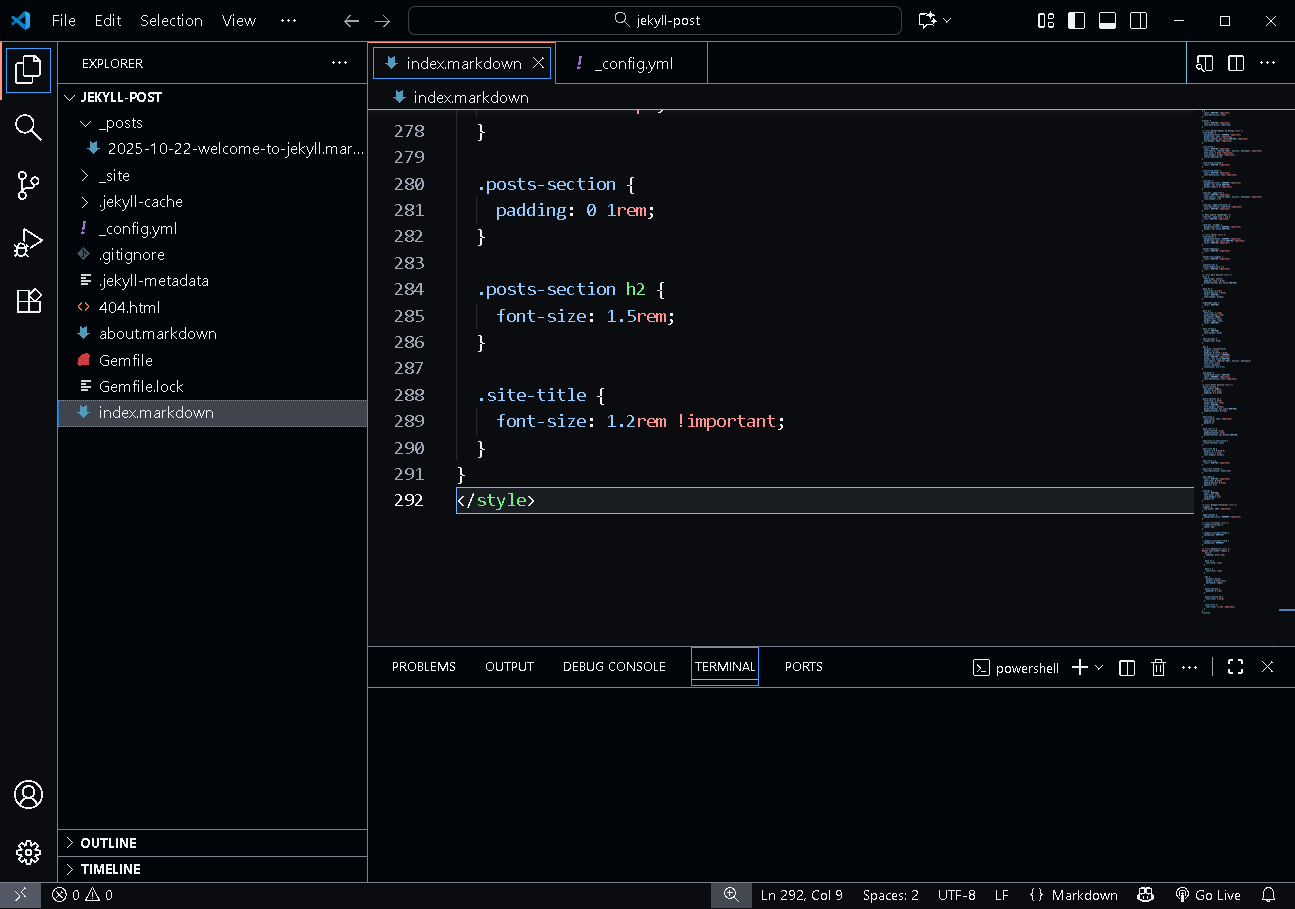 File Edit Selection View ...
jekyll-post
EXPLORER
JEKYLL-POST
_posts
2025-10-22-welcome-to-jekyll.mar...
_site
.jekyll-cache
_config.yml
.gitignore
.jekyll-metadata
404.html
about.markdown
Gemfile
Gemfile.lock
index.markdown
OUTLINE
TIMELINE
index.markdown
_config.yml
index.markdown
278 }
279
280 .posts-section {
281 padding: 0 1rem;
282 }
283
284 .posts-section h2 {
285 font-size: 1.5rem;
286 }
287
288 .site-title {
289 font-size: 1.2rem !important;
290 }
291 }
292 </style>
PROBLEMS OUTPUT DEBUG CONSOLE TERMINAL PORTS
powershell
0 0
Ln 292, Col 9 Spaces: 2 UTF-8 LF {} Markdown Go Live